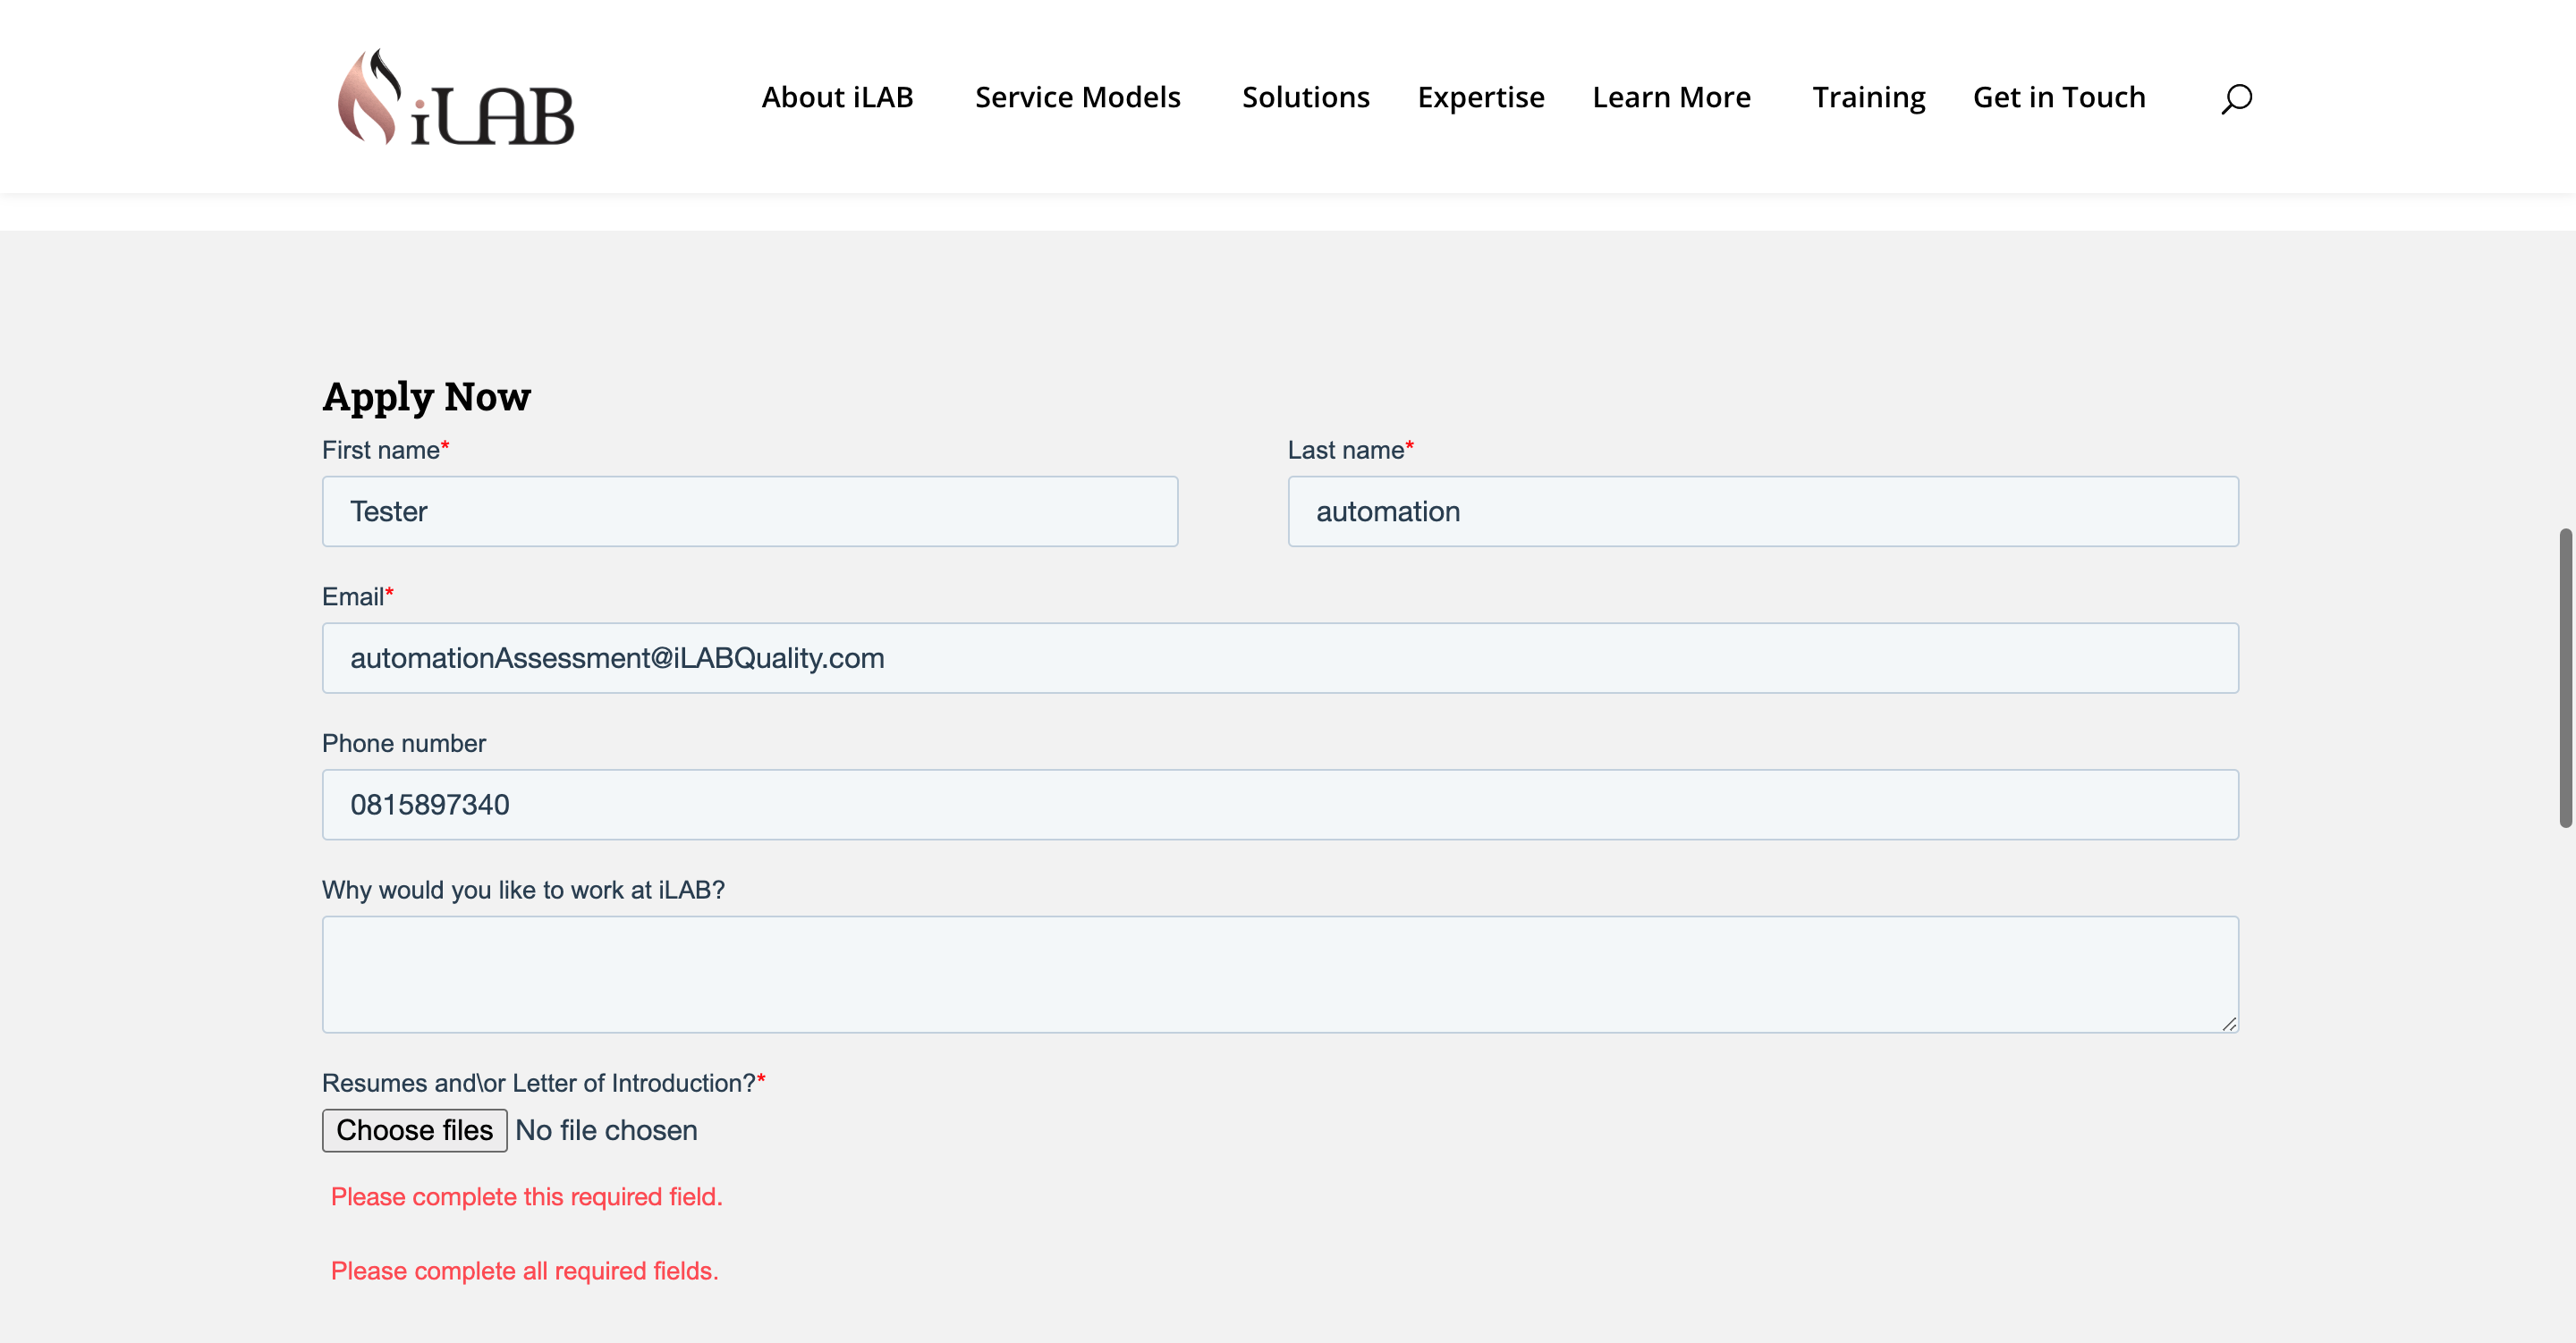 iLAB
About iLAB Service Models Solutions Expertise Learn More Training Get in Touch
Apply Now
First name* Last name*
Tester automation
Email*
automationAssessment@iLABQuality.com
Phone number
0815897340
Why would you like to work at iLAB?
Resumes and\or Letter of Introduction?*
Choose files No file chosen
Please complete this required field.
Please complete all required fields.